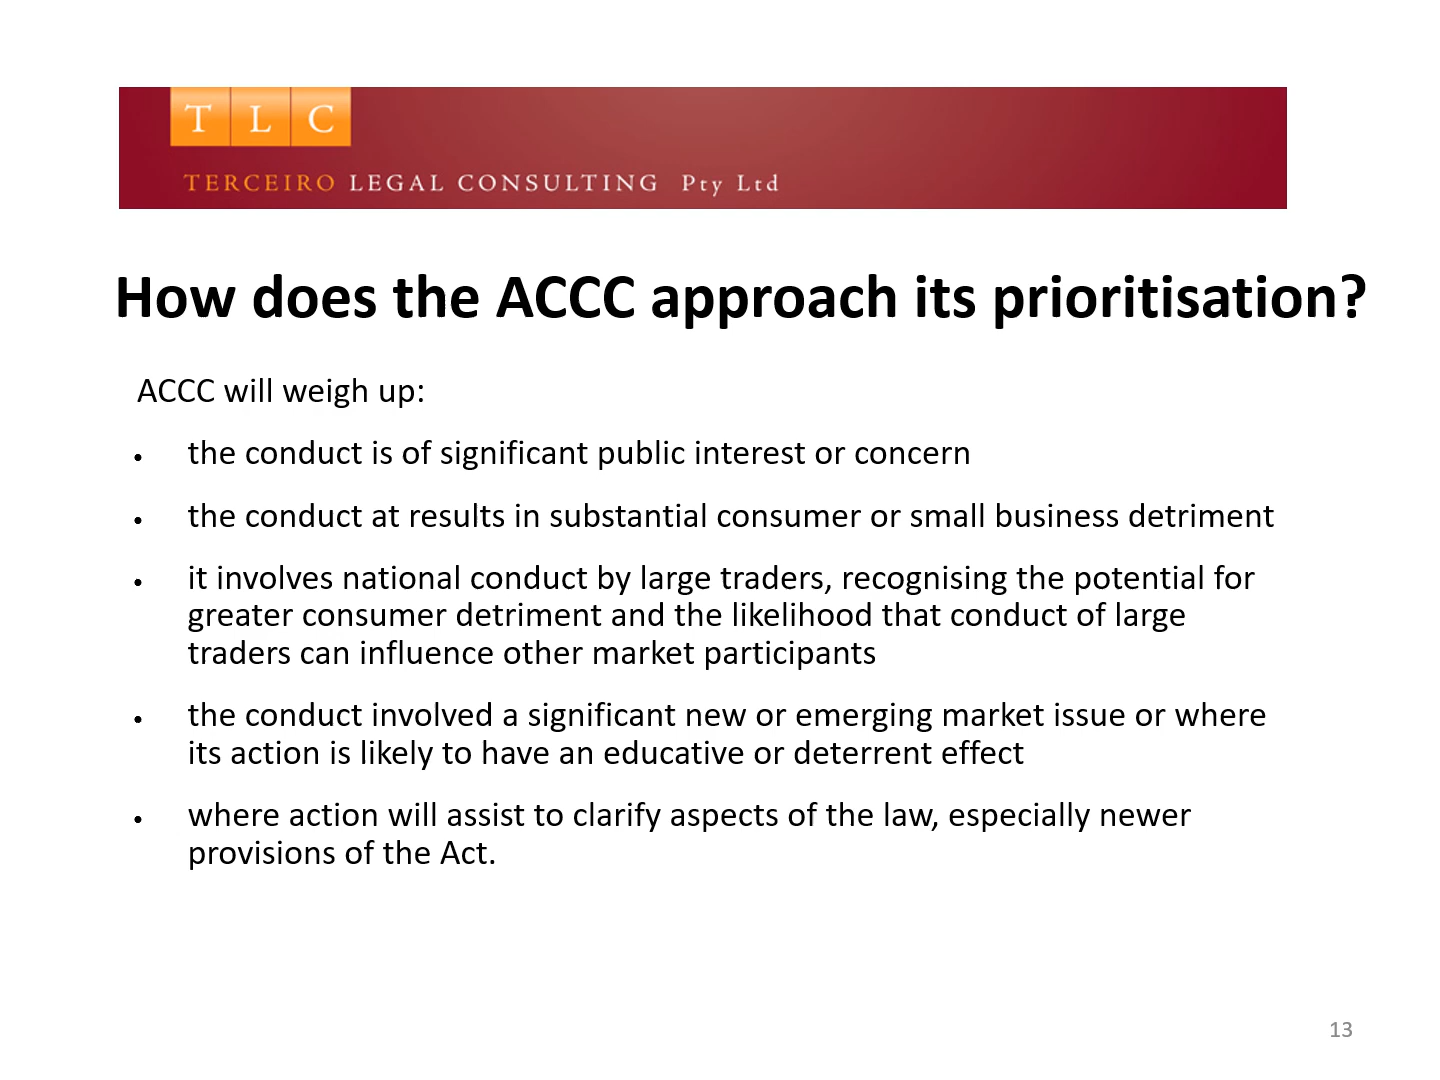 T L C
TERCEIRO LEGAL CONSULTING Pty Ltd
How does the ACCC approach its prioritisation?
ACCC will weigh up:
• the conduct is of significant public interest or concern
• the conduct at results in substantial consumer or small business detriment
• it involves national conduct by large traders, recognising the potential for
greater consumer detriment and the likelihood that conduct of large
traders can influence other market participants
• the conduct involved a significant new or emerging market issue or where
its action is likely to have an educative or deterrent effect
• where action will assist to clarify aspects of the law, especially newer
provisions of the Act.
13